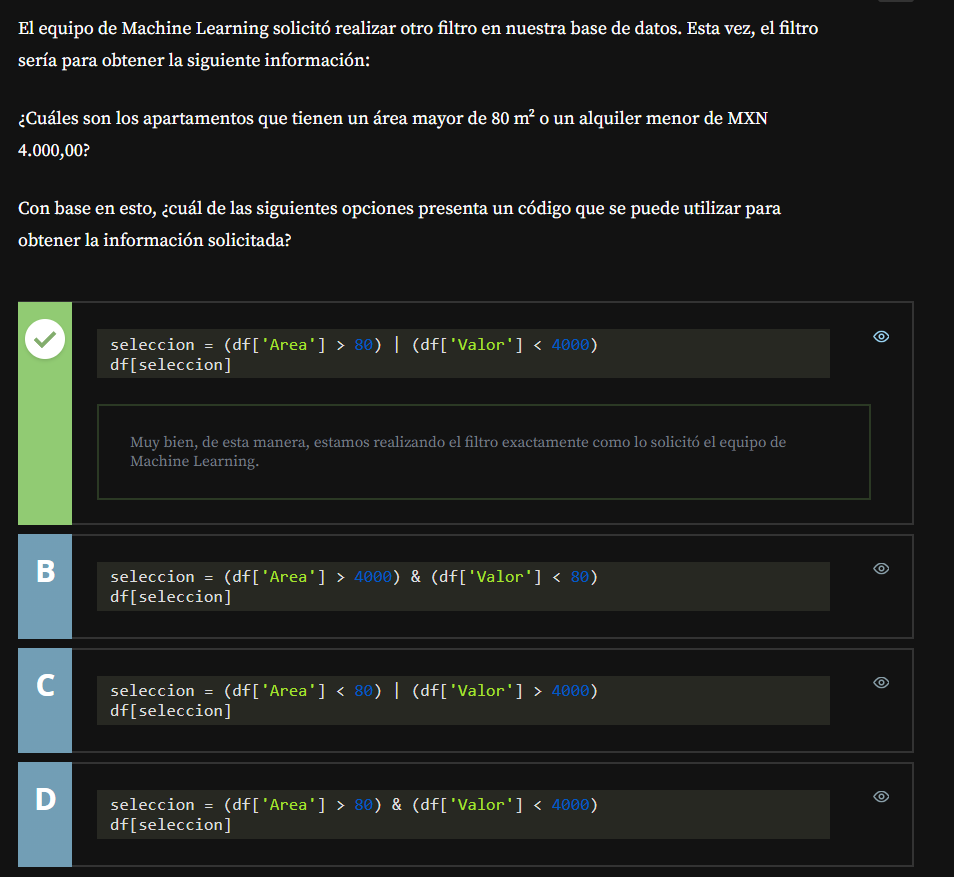 El equipo de Machine Learning solicitó realizar otro filtro en nuestra base de datos. Esta vez, el filtro
sería para obtener la siguiente información:
¿Cuáles son los apartamentos que tienen un área mayor de 80 m² o un alquiler menor de MXN
4.000,00?
Con base en esto, ¿cuál de las siguientes opciones presenta un código que se puede utilizar para
obtener la información solicitada?
seleccion = (df['Area'] > 80) | (df['Valor'] < 4000)
df[seleccion]
Muy bien, de esta manera, estamos realizando el filtro exactamente como lo solicitó el equipo de
Machine Learning.
B
seleccion = (df['Area'] > 4000) & (df['Valor'] < 80)
df[seleccion]
C
seleccion = (df['Area'] < 80) | (df['Valor'] > 4000)
df[seleccion]
D
seleccion = (df['Area'] > 80) & (df['Valor'] < 4000)
df[seleccion]